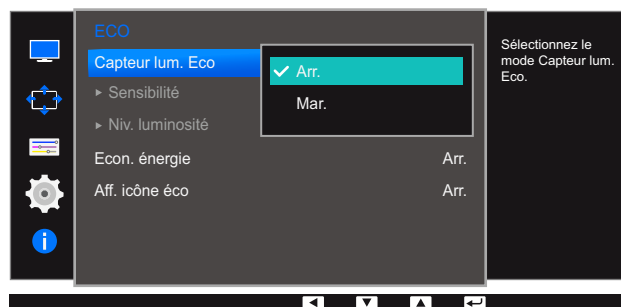 ECO
Capteur lum. Eco
Arr.
Mar.
▸ Sensibilité
▸ Niv. luminosité
Econ. énergie Arr.
Aff. icône éco Arr.
Sélectionnez le
mode Capteur lum.
Eco.